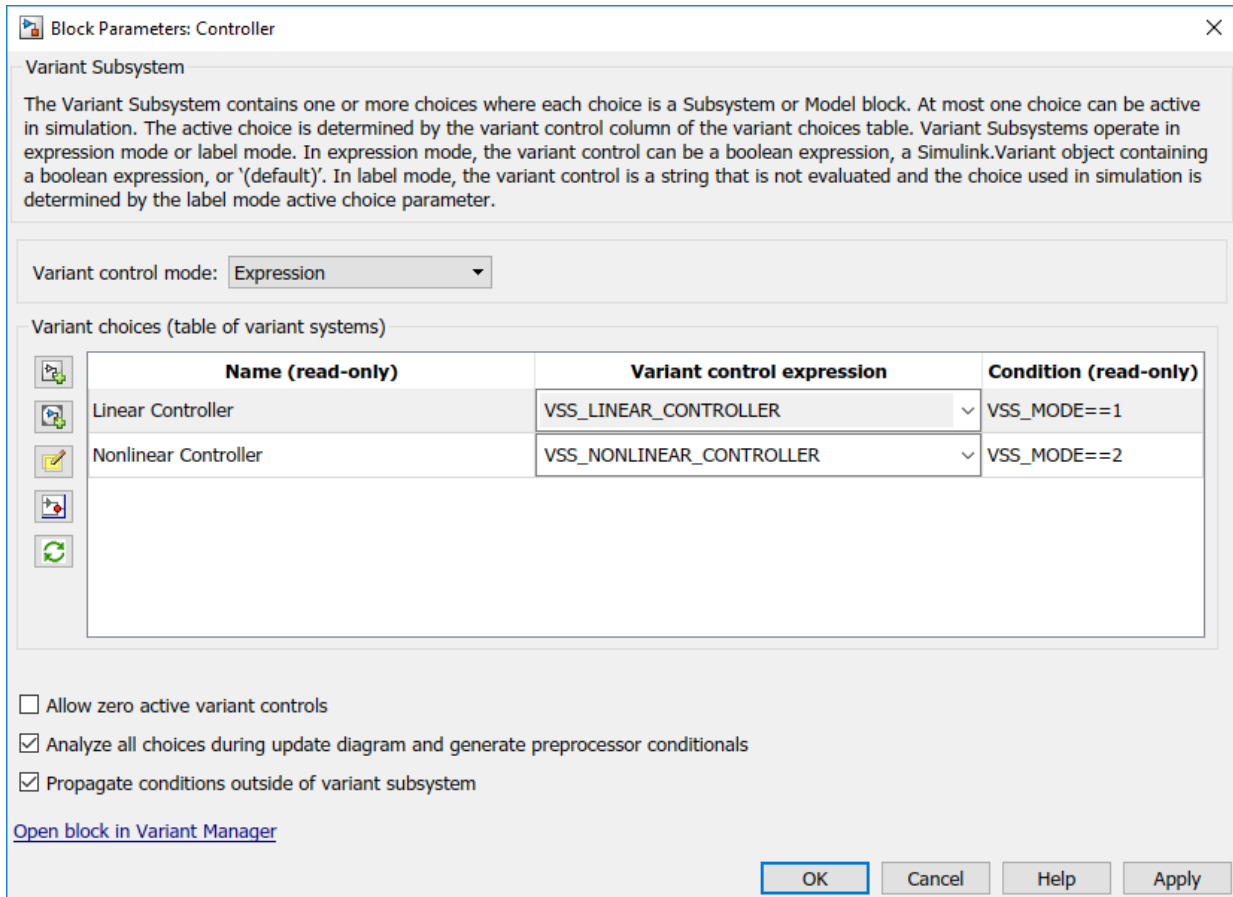 Block Parameters: Controller
Variant Subsystem
The Variant Subsystem contains one or more choices where each choice is a Subsystem or Model block. At most one choice can be active
in simulation. The active choice is determined by the variant control column of the variant choices table. Variant Subsystems operate in
expression mode or label mode. In expression mode, the variant control can be a boolean expression, a Simulink.Variant object containing
a boolean expression, or ‘(default)’. In label mode, the variant control is a string that is not evaluated and the choice used in simulation is
determined by the label mode active choice parameter.
Variant control mode: Expression
Variant choices (table of variant systems)
Name (read-only) Variant control expression Condition (read-only)
Linear Controller VSS_LINEAR_CONTROLLER VSS_MODE==1
Nonlinear Controller VSS_NONLINEAR_CONTROLLER VSS_MODE==2
Allow zero active variant controls
Analyze all choices during update diagram and generate preprocessor conditionals
Propagate conditions outside of variant subsystem
Open block in Variant Manager
OK Cancel Help Apply